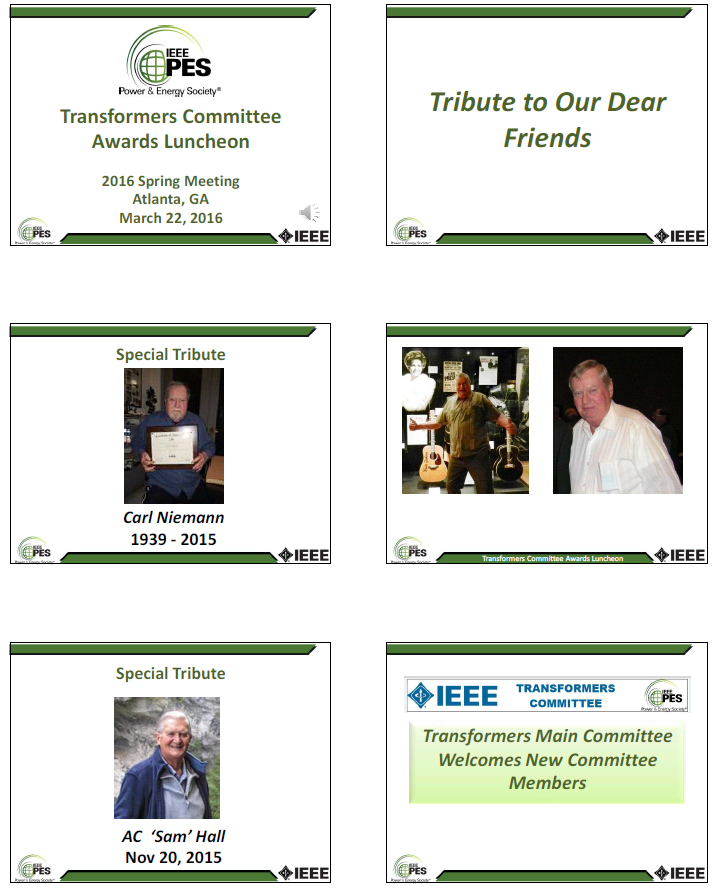 IEEE
PES
Power & Energy Society®
Transformers Committee
Awards Luncheon
2016 Spring Meeting
Atlanta, GA
March 22, 2016
IEEE
PES
Power & Energy Society®
IEEE
Tribute to Our Dear
Friends
IEEE
PES
Power & Energy Society®
IEEE
Special Tribute
Carl Niemann
1939 - 2015
IEEE
PES
Power & Energy Society®
IEEE
IEEE
PES
Power & Energy Society®
Transformers Committee Awards Luncheon
IEEE
Special Tribute
AC  ‘Sam’ Hall
Nov 20, 2015
IEEE
PES
Power & Energy Society®
IEEE
IEEE
TRANSFORMERS
COMMITTEE
IEEE
PES
Power & Energy Society®
Transformers Main Committee
Welcomes New Committee
Members
IEEE
PES
Power & Energy Society®
IEEE